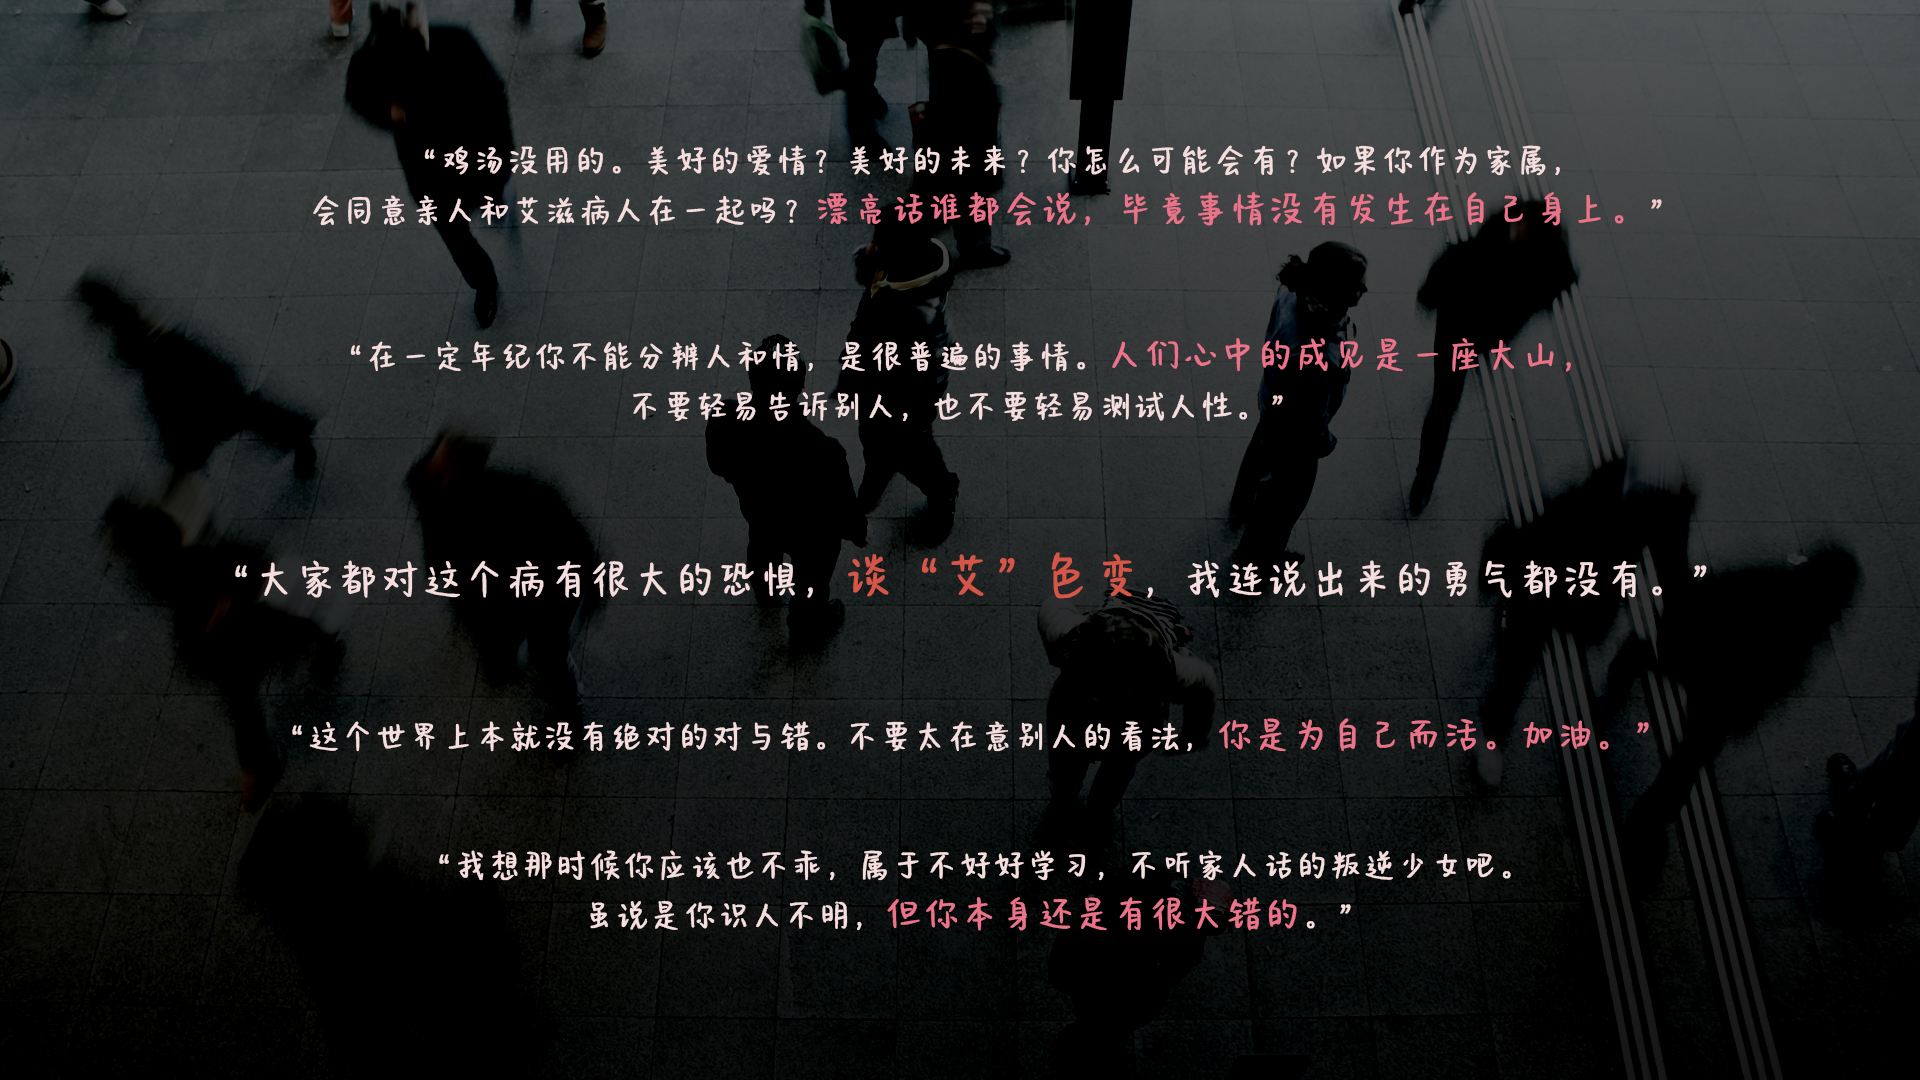 “鸡汤没用的。美好的爱情？美好的未来？你怎么可能会有？如果你作为家属，
会同意亲人和艾滋病人在一起吗？漂亮话谁都会说，毕竟事情没有发生在自己身上。”
“在一定年纪你不能分辨人和情，是很普遍的事情。人们心中的成见是一座大山，
不要轻易告诉别人，也不要轻易测试人性。”
“大家都对这个病有很大的恐惧，谈“艾”色变，我连说出来的勇气都没有。”
“这个世界上本就没有绝对的对与错。不要太在意别人的看法，你是为自己而活。加油。”
“我想那时候你应该也不乖，属于不好好学习，不听家人话的叛逆少女吧。
虽说是你识人不明，但你本身还是有很大错的。”